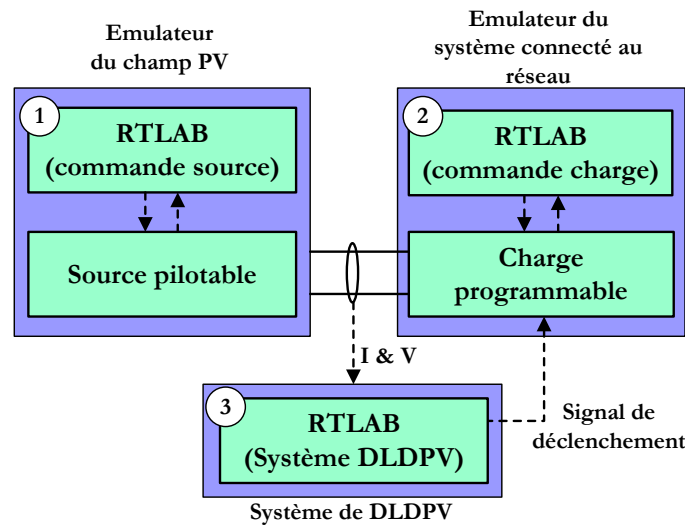 Emulateur
du champ PV
Emulateur du
système connecté au
réseau
1
RTLAB
(commande source)
Source pilotable
2
RTLAB
(commande charge)
Charge
programmable
I & V
3
RTLAB
(Système DLDPV)
Signal de
déclenchement
Système de DLDPV